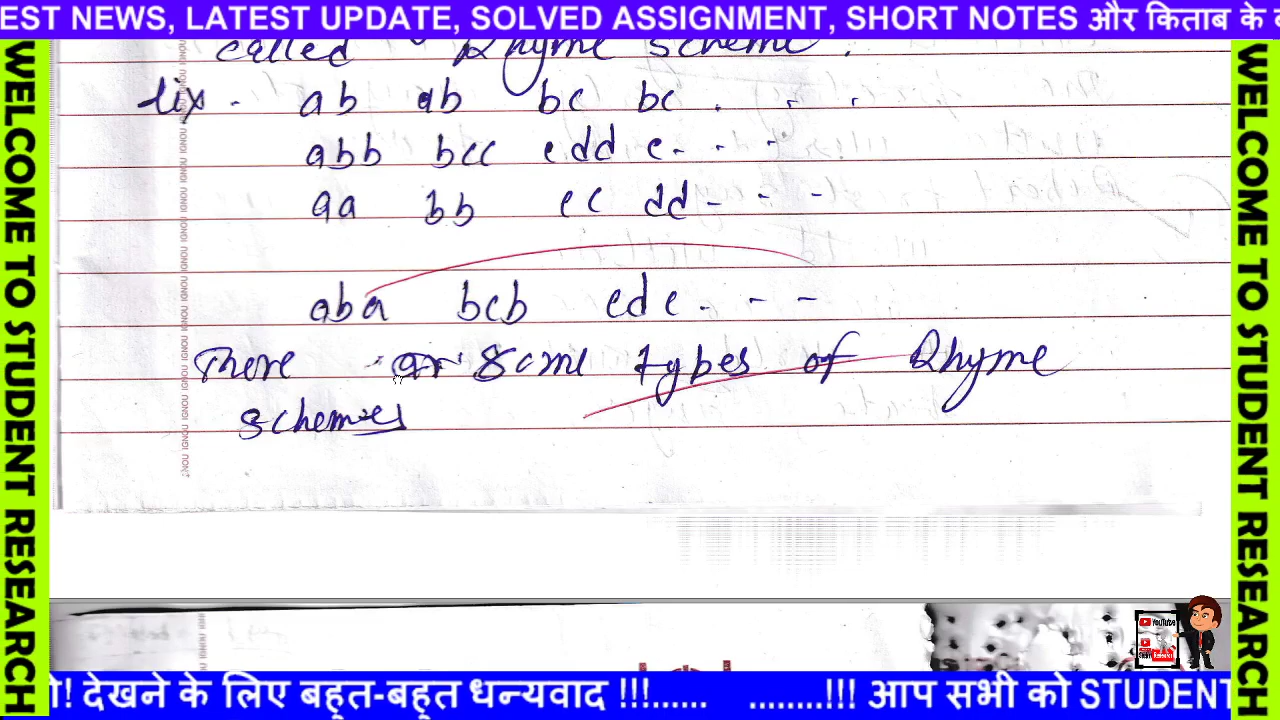 EST NEWS, LATEST UPDATE, SOLVED ASSIGNMENT, SHORT NOTES और किताब के
WELCOME TO STUDENT RESEARCH
called " Rhyme scheme .
ab ab bc bc . . .
abb bcc cdd c - - -
aa bb cc dd - - -
aba bcb cdc - - -
There ar some types of Rhyme
schemes
WELCOME TO STUDENT RESEARCH
YouTube
! देखने के लिए बहुत-बहुत धन्यवाद !!!...... ........!!! आप सभी को STUDENT